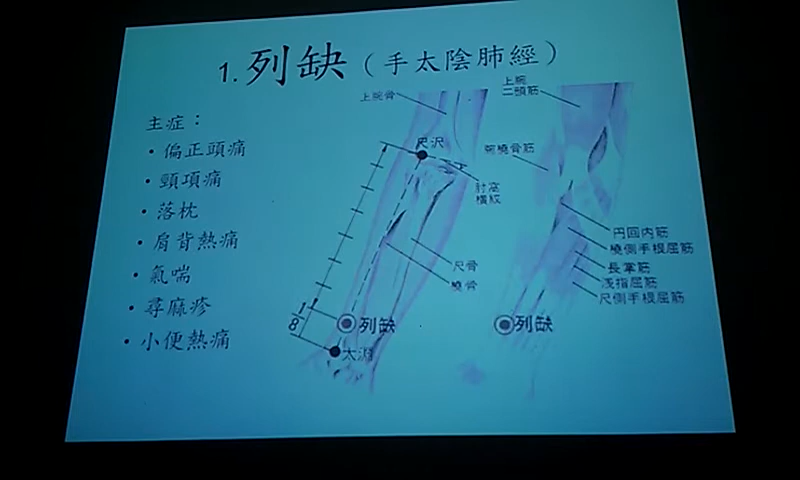 1.列缺（手太陰肺經）
主症：
•偏正頭痛
•頸項痛
•落枕
•肩背熱痛
•氣喘
•尋麻疹
•小便熱痛
上腕骨
尺沢
肘窩
横紋
尺骨
橈骨
1/8
列缺
太淵
上腕
二頭筋
腕橈骨筋
円回内筋
橈側手根屈筋
長掌筋
浅指屈筋
尺側手根屈筋
列缺